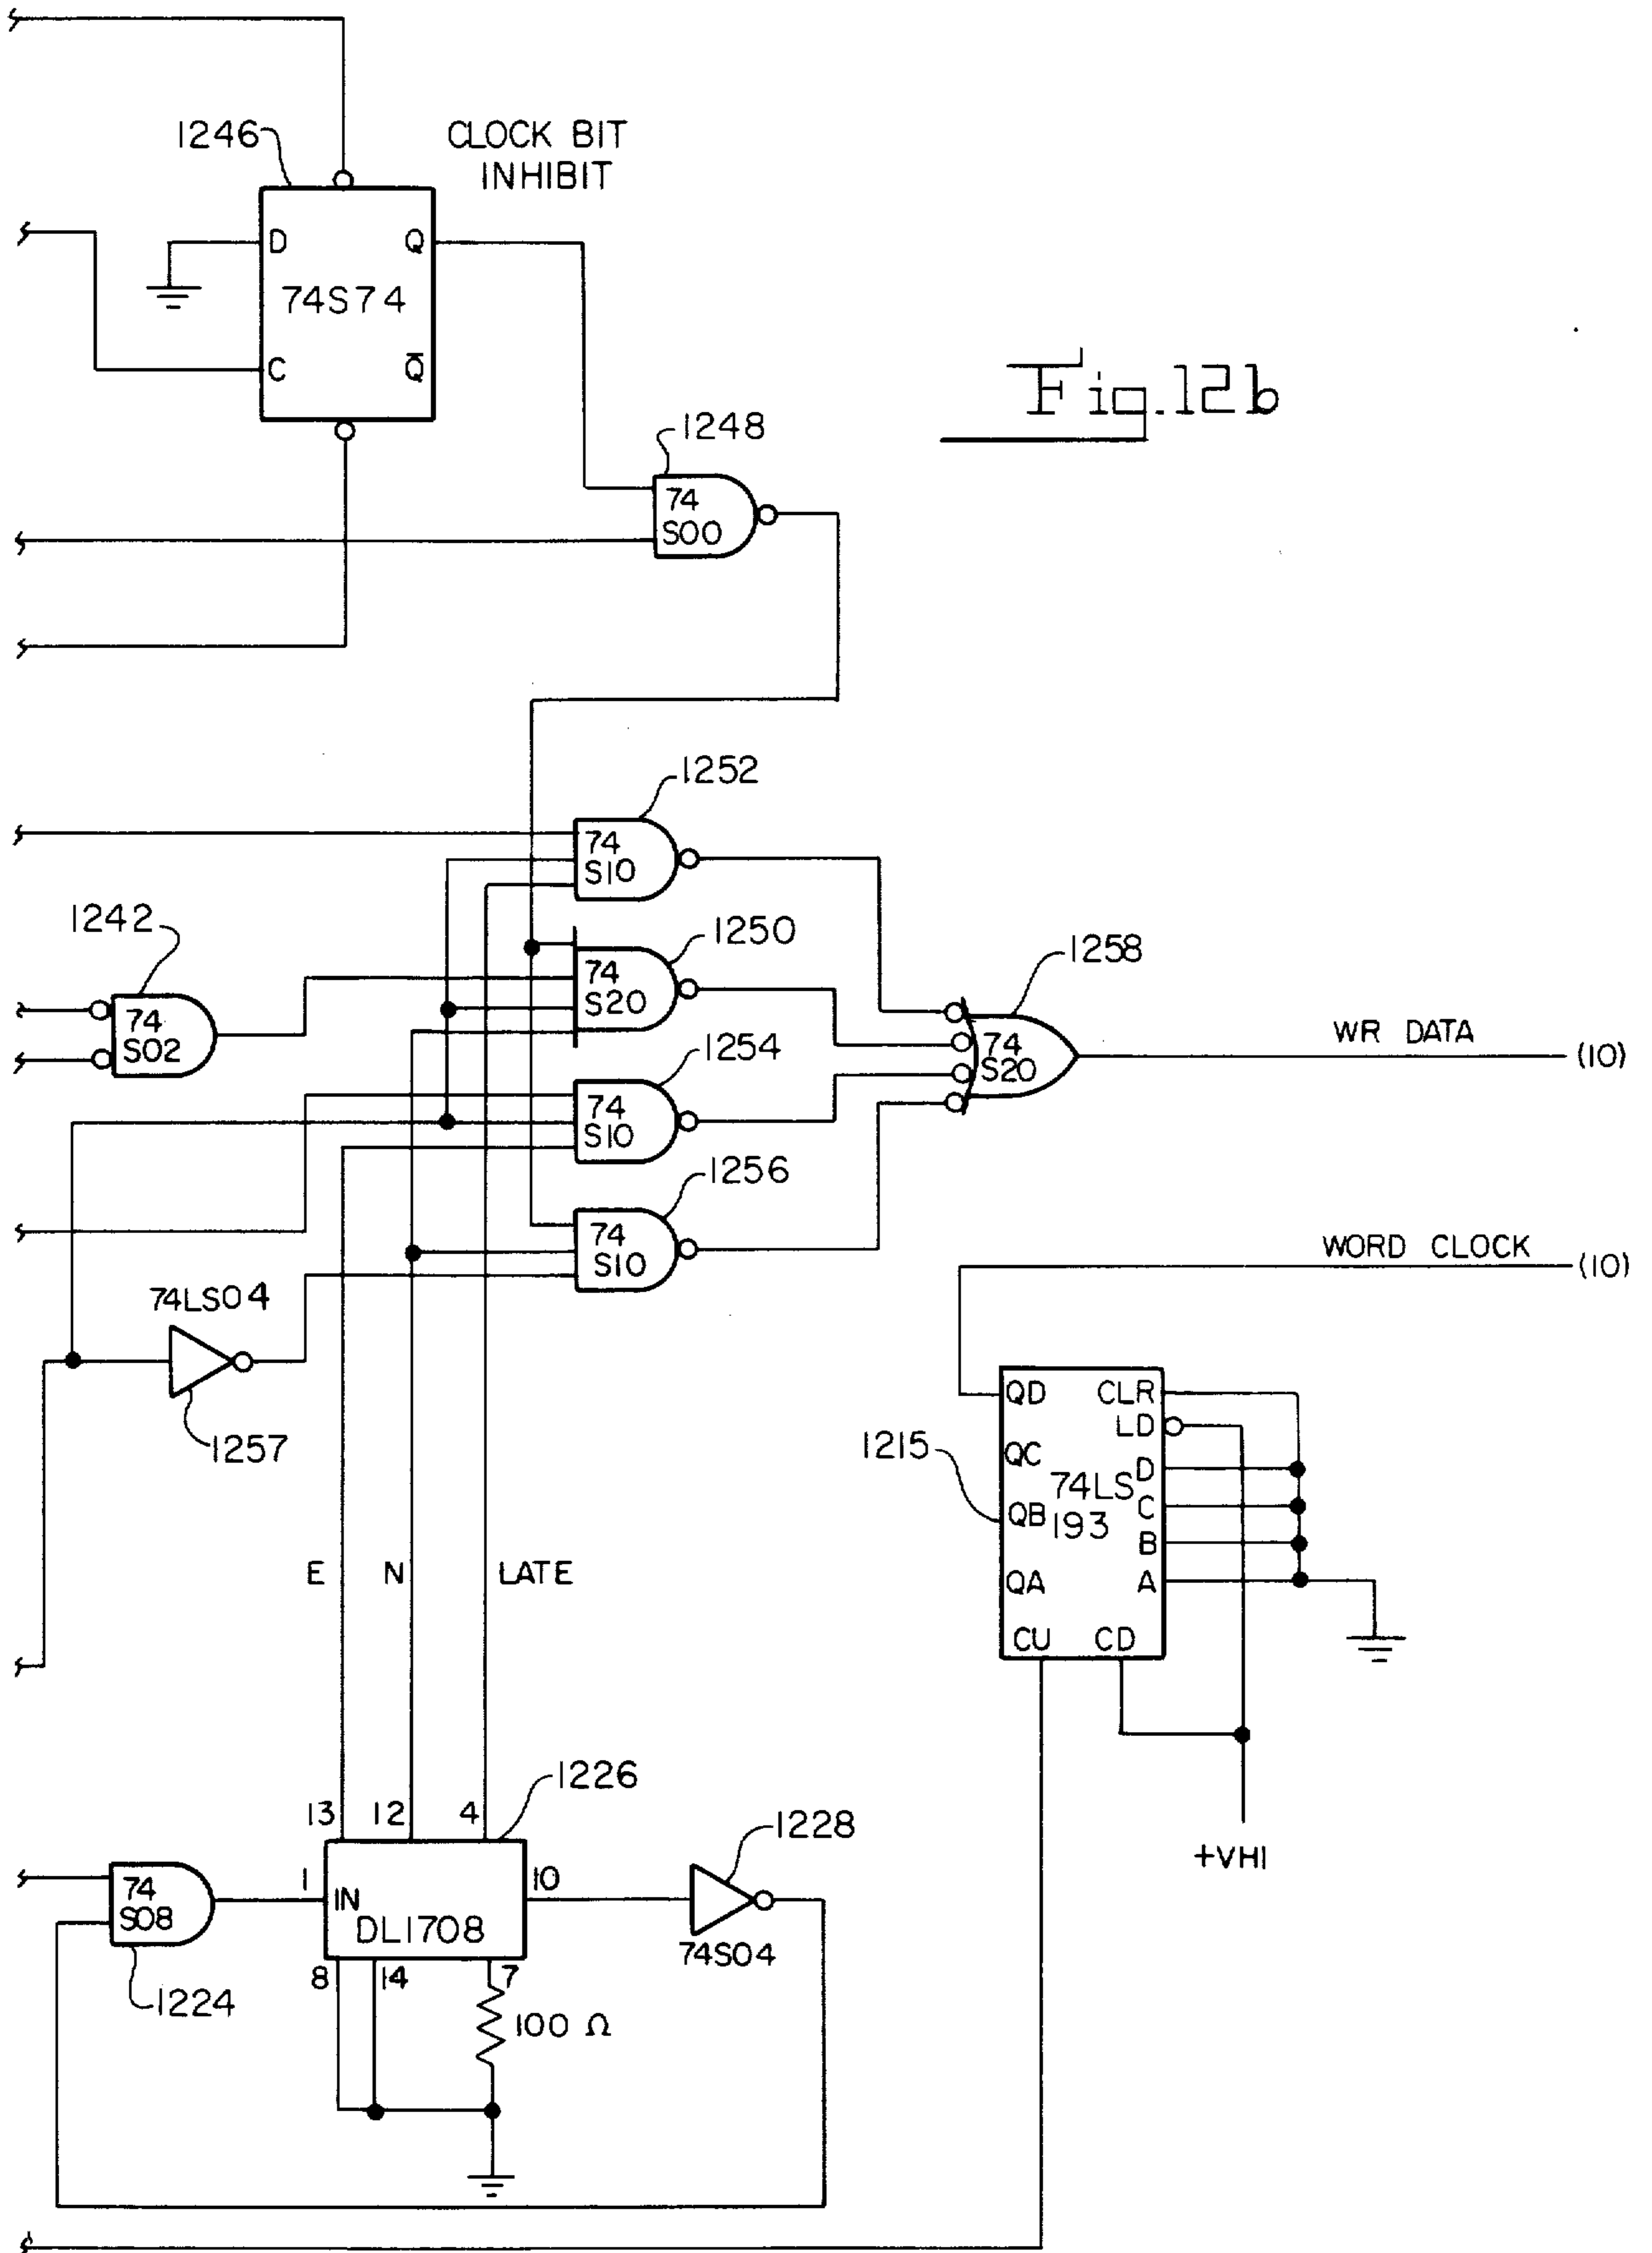 1246
CLOCK BIT
INHIBIT
D
Q
74S74
C
Q̅
Fig. 12b
1248
74
S00
1252
74
S10
1242
1250
74
S20
1258
74
S02
74
S20
WR DATA
(10)
1254
74
S10
1256
74
S10
WORD CLOCK
(10)
74LS04
1257
QD
CLR
LD
1215
QC
D
74LS
C
QB
193
B
QA
A
CU
CD
E
N
LATE
1226
13
12
4
1228
+VHI
74
S08
1
IN
10
DL1708
74S04
8
14
7
1224
100 Ω